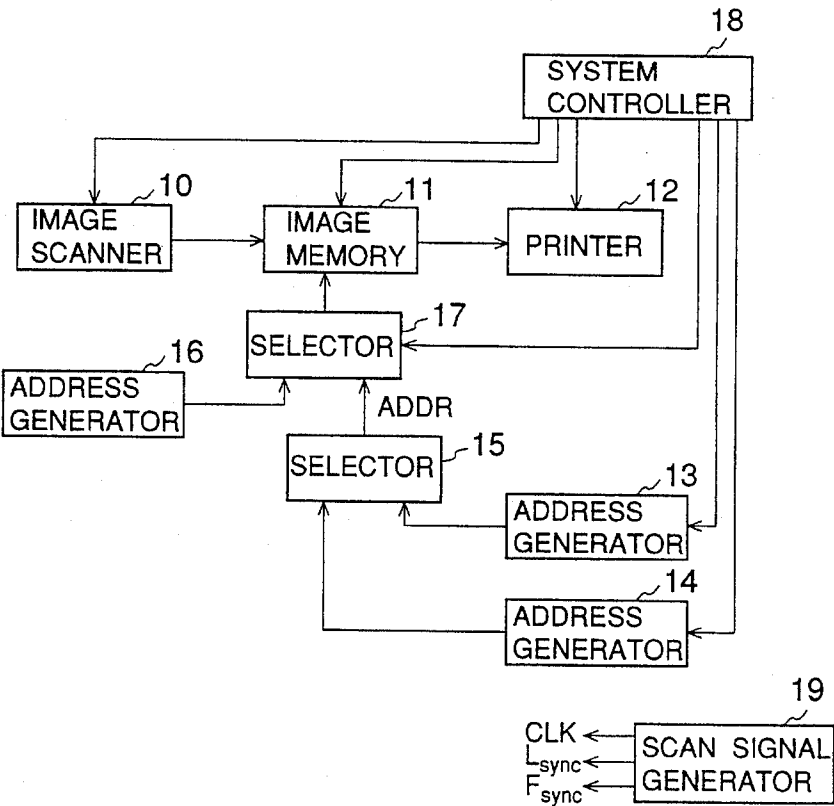 18
SYSTEM
CONTROLLER
10
IMAGE
SCANNER
11
IMAGE
MEMORY
12
PRINTER
17
SELECTOR
16
ADDRESS
GENERATOR
ADDR
15
SELECTOR
13
ADDRESS
GENERATOR
14
ADDRESS
GENERATOR
19
SCAN SIGNAL
GENERATOR
CLK
Lsync
Fsync